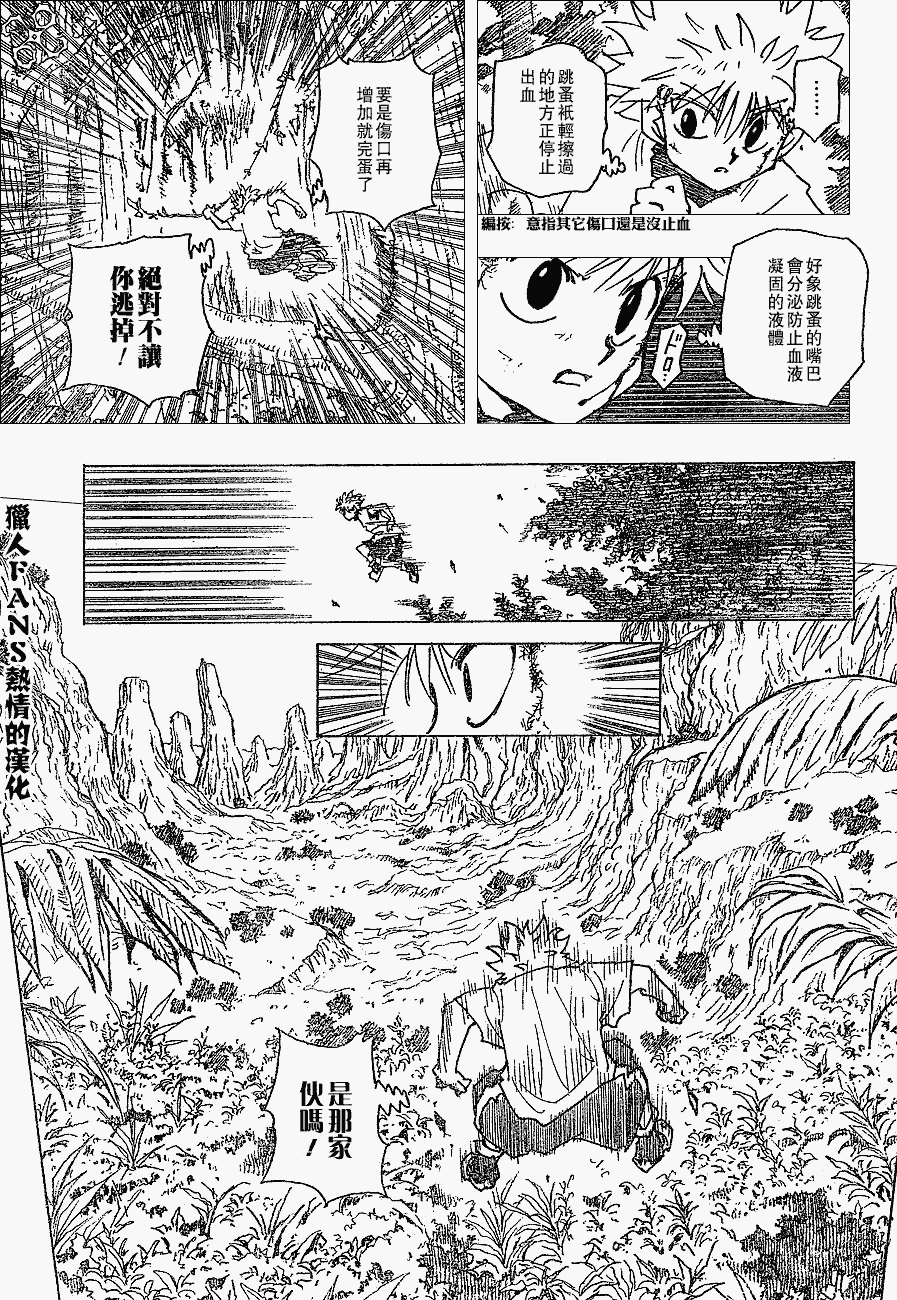 ……
跳蚤衹輕擦過
的地方正停止
出血
編按: 意指其它傷口還是沒止血
好象跳蚤的嘴巴
會分泌防止血液
凝固的液體
ドロ…
要是傷口再
增加就完蛋了
絕對不讓
你逃掉！
獵人FANS熱情的漢化
是那家
伙嗎！